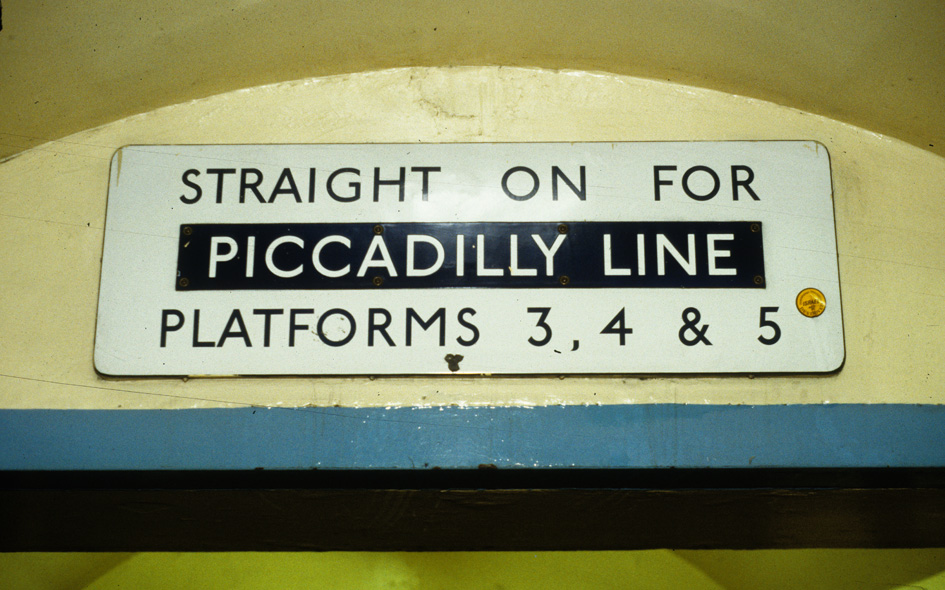 STRAIGHT ON FOR
PICCADILLY LINE
PLATFORMS 3, 4 & 5